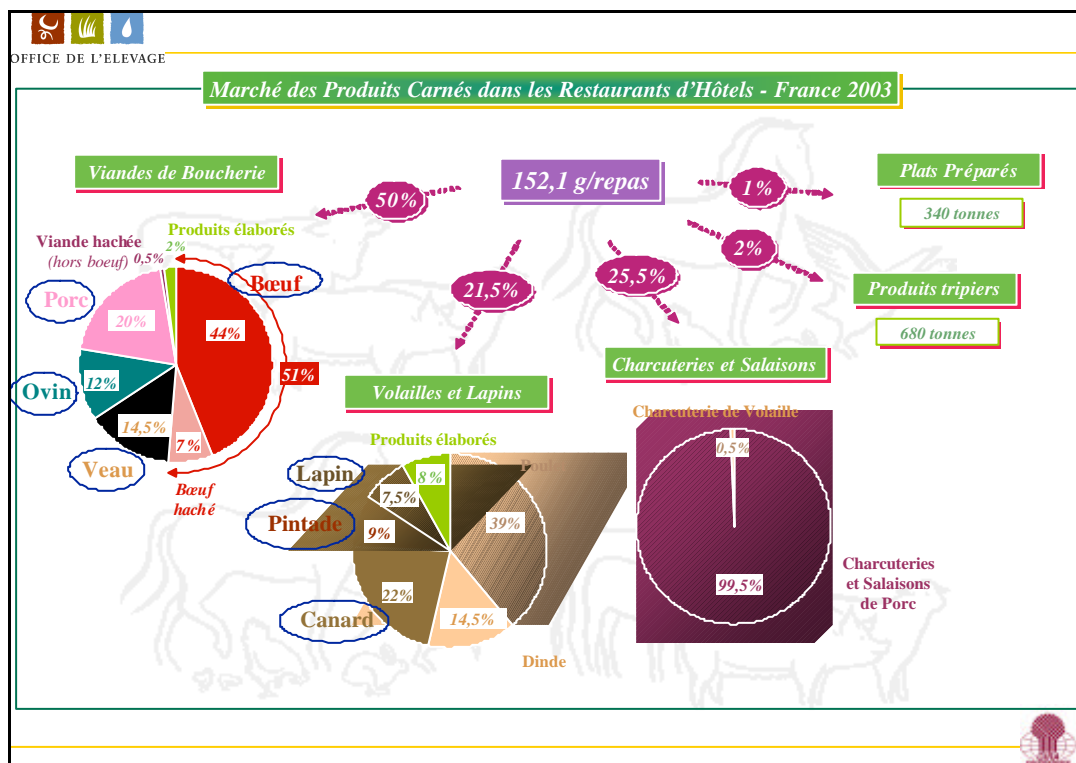 OFFICE DE L'ELEVAGE
Marché des Produits Carnés dans les Restaurants d'Hôtels - France 2003
Viandes de Boucherie
152,1 g/repas
50%
1%
2%
21,5%
25,5%
Plats Préparés
340 tonnes
Produits tripiers
680 tonnes
Produits élaborés
2%
Viande hachée
(hors boeuf)
0,5%
Bœuf
Porc
20%
44%
51%
Ovin
12%
14,5%
7%
Veau
Bœuf
haché
Volailles et Lapins
Charcuteries et Salaisons
Produits élaborés
8%
Lapin
7,5%
Pintade
9%
39%
22%
Canard
14,5%
Dinde
Charcuterie de Volaille
0,5%
99,5%
Charcuteries
et Salaisons
de Porc